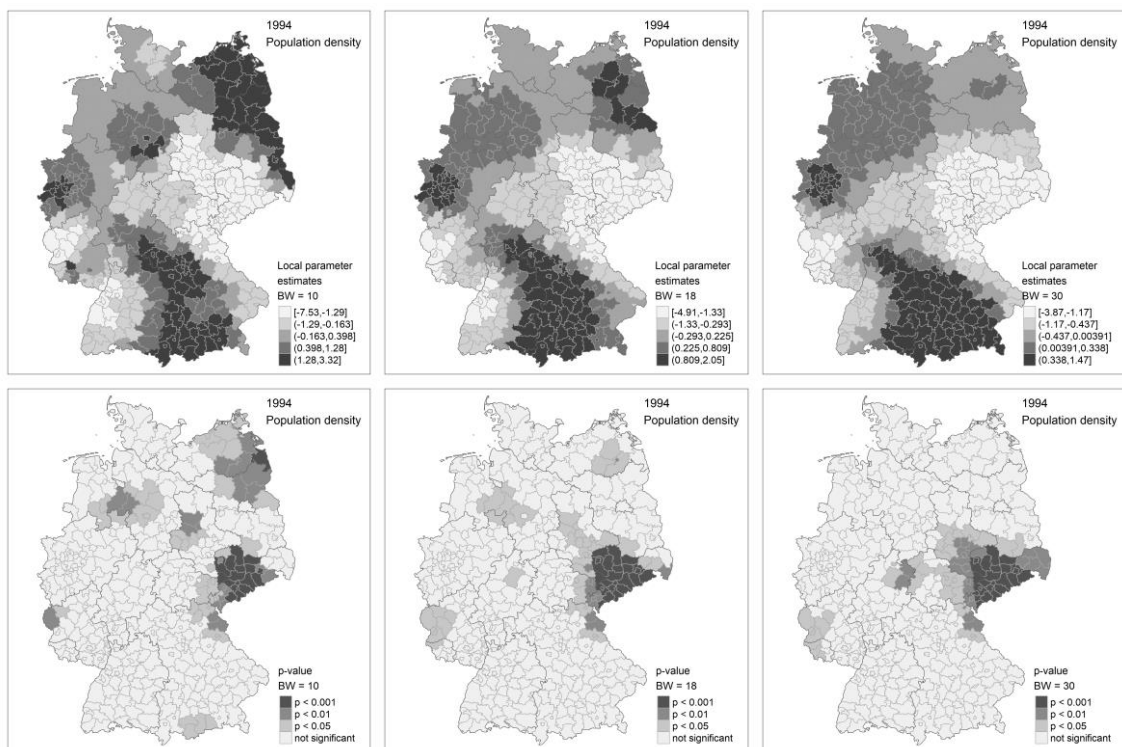 1994
Population density
Local parameter
estimates
BW = 10
[-7.53,-1.29]
(-1.29,-0.163]
(-0.163,0.398]
(0.398,1.28]
(1.28,3.32]
1994
Population density
Local parameter
estimates
BW = 18
[-4.91,-1.33]
(-1.33,-0.293]
(-0.293,0.225]
(0.225,0.809]
(0.809,2.05]
1994
Population density
Local parameter
estimates
BW = 30
[-3.87,-1.17]
(-1.17,-0.437]
(-0.437,0.00391]
(0.00391,0.338]
(0.338,1.47]
1994
Population density
p-value
BW = 10
p < 0.001
p < 0.01
p < 0.05
not significant
1994
Population density
p-value
BW = 18
p < 0.001
p < 0.01
p < 0.05
not significant
1994
Population density
p-value
BW = 30
p < 0.001
p < 0.01
p < 0.05
not significant